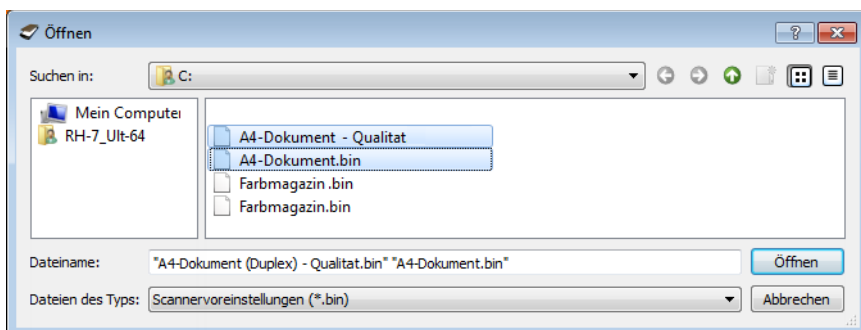 Öffnen
Suchen in:
C:
Mein Computer
RH-7_Ult-64
A4-Dokument - Qualitat
A4-Dokument.bin
Farbmagazin .bin
Farbmagazin.bin
Dateiname:
"A4-Dokument (Duplex) - Qualitat.bin" "A4-Dokument.bin"
Öffnen
Dateien des Typs:
Scannervoreinstellungen (*.bin)
Abbrechen